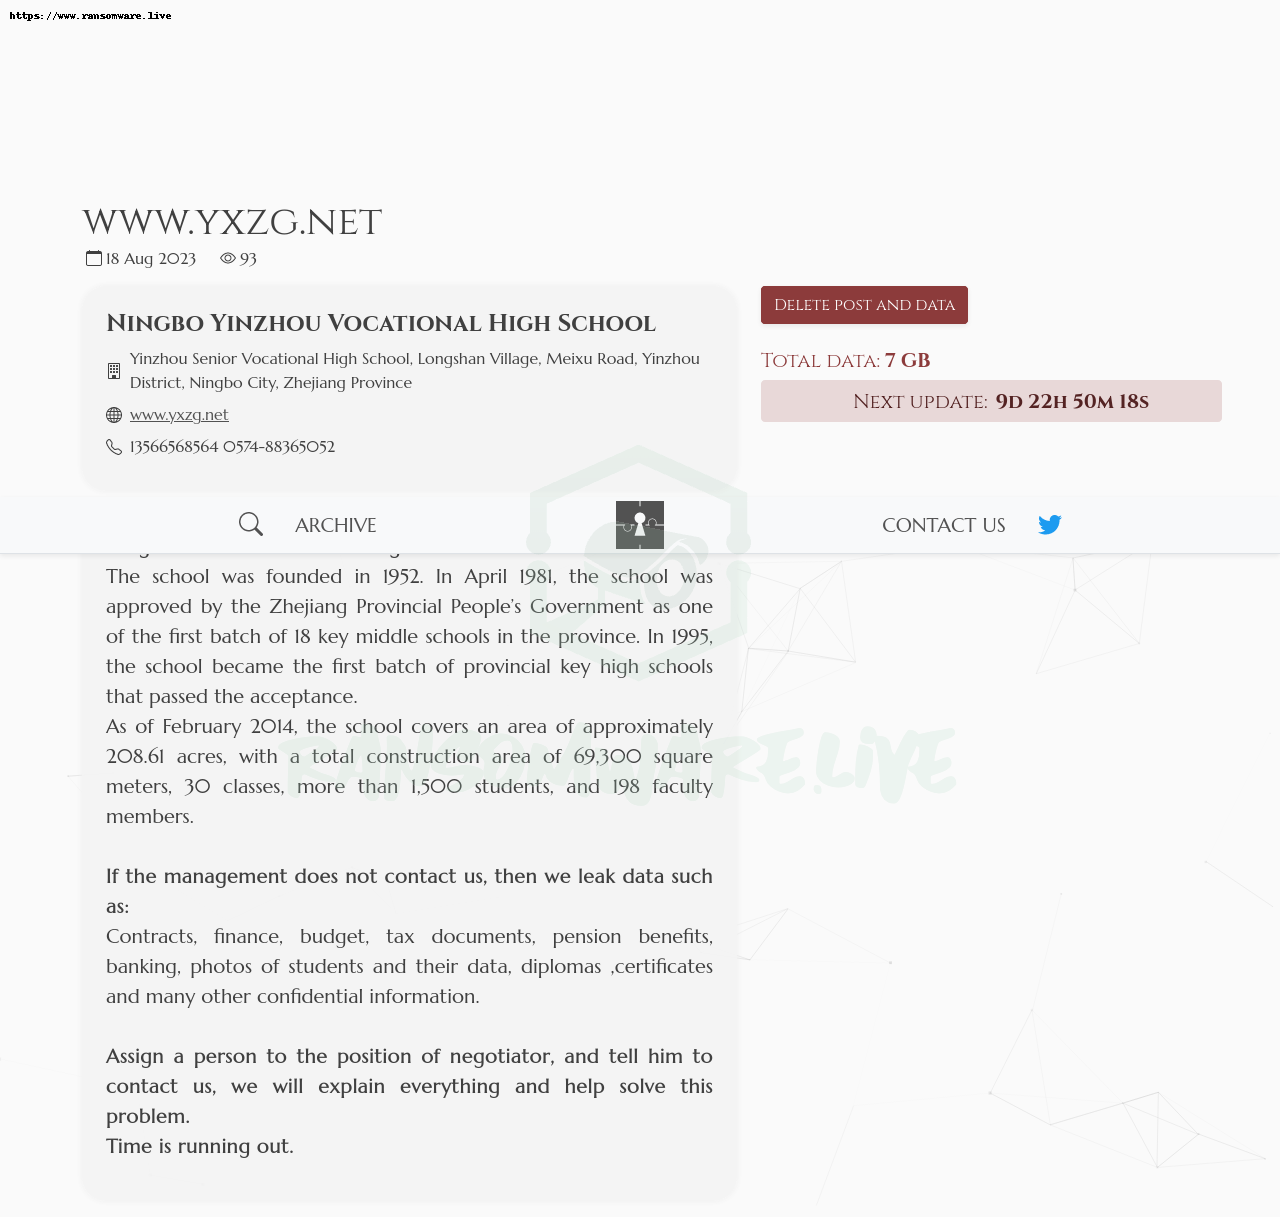 https://www.ransomware.live
WWW.YXZG.NET
18 Aug 2023 93
Ningbo Yinzhou Vocational High School
Yinzhou Senior Vocational High School, Longshan Village, Meixu Road, Yinzhou
District, Ningbo City, Zhejiang Province
www.yxzg.net
13566568564 0574-88365052
Delete post and data
Total data: 7 GB
Next update: 9d 22h 50m 18s
ARCHIVE
CONTACT US
The school was founded in 1952. In April 1981, the school was
approved by the Zhejiang Provincial People’s Government as one
of the first batch of 18 key middle schools in the province. In 1995,
the school became the first batch of provincial key high schools
that passed the acceptance.
As of February 2014, the school covers an area of approximately
208.61 acres, with a total construction area of 69,300 square
meters, 30 classes, more than 1,500 students, and 198 faculty
members.
RANSOMWARE.LIVE
If the management does not contact us, then we leak data such
as:
Contracts, finance, budget, tax documents, pension benefits,
banking, photos of students and their data, diplomas ,certificates
and many other confidential information.
Assign a person to the position of negotiator, and tell him to
contact us, we will explain everything and help solve this
problem.
Time is running out.